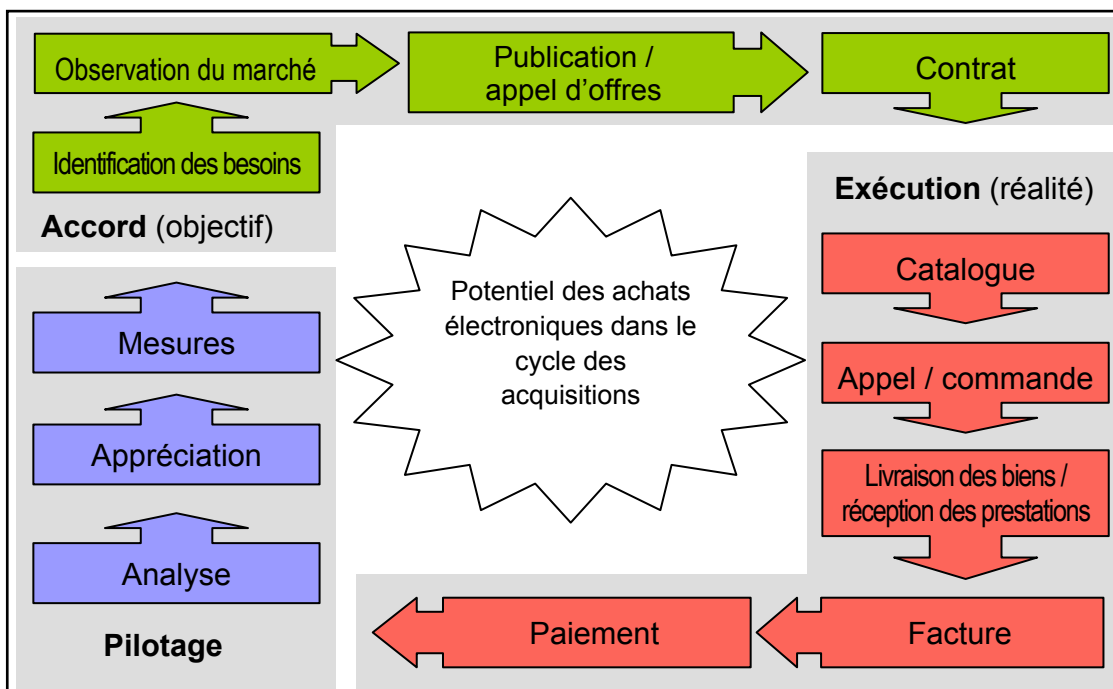 Observation du marché
Publication /
appel d’offres
Contrat
Identification des besoins
Accord (objectif)
Exécution (réalité)
Catalogue
Appel / commande
Livraison des biens /
réception des prestations
Facture
Paiement
Potentiel des achats
électroniques dans le
cycle des
acquisitions
Mesures
Appréciation
Analyse
Pilotage